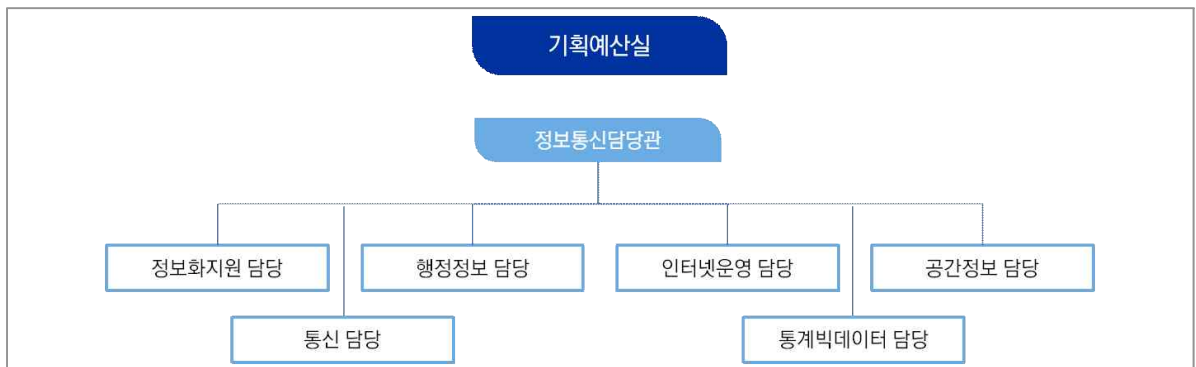 기획예산실
정보통신담당관
정보화지원 담당
행정정보 담당
인터넷운영 담당
공간정보 담당
통신 담당
통계빅데이터 담당